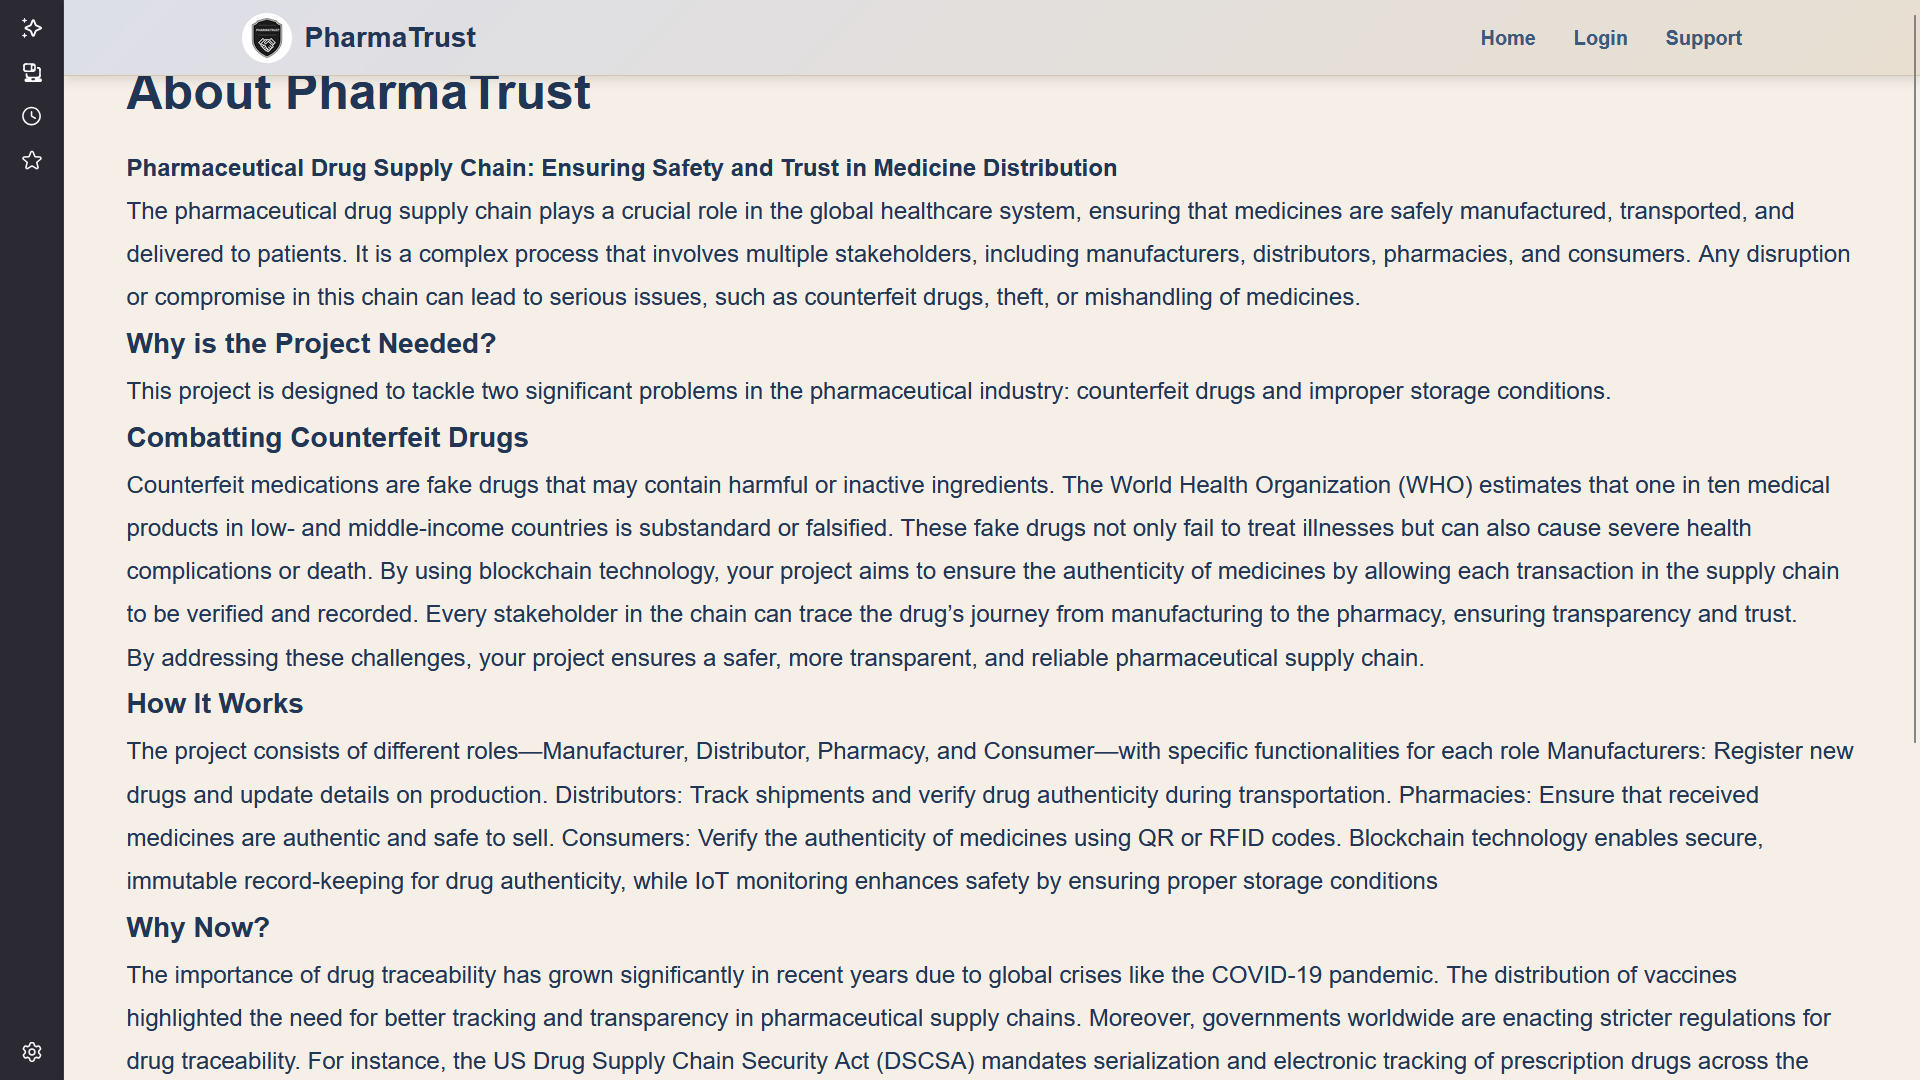 PharmaTrust
Home
Login
Support
About PharmaTrust
Pharmaceutical Drug Supply Chain: Ensuring Safety and Trust in Medicine Distribution
The pharmaceutical drug supply chain plays a crucial role in the global healthcare system, ensuring that medicines are safely manufactured, transported, and
delivered to patients. It is a complex process that involves multiple stakeholders, including manufacturers, distributors, pharmacies, and consumers. Any disruption
or compromise in this chain can lead to serious issues, such as counterfeit drugs, theft, or mishandling of medicines.
Why is the Project Needed?
This project is designed to tackle two significant problems in the pharmaceutical industry: counterfeit drugs and improper storage conditions.
Combatting Counterfeit Drugs
Counterfeit medications are fake drugs that may contain harmful or inactive ingredients. The World Health Organization (WHO) estimates that one in ten medical
products in low- and middle-income countries is substandard or falsified. These fake drugs not only fail to treat illnesses but can also cause severe health
complications or death. By using blockchain technology, your project aims to ensure the authenticity of medicines by allowing each transaction in the supply chain
to be verified and recorded. Every stakeholder in the chain can trace the drug’s journey from manufacturing to the pharmacy, ensuring transparency and trust.
By addressing these challenges, your project ensures a safer, more transparent, and reliable pharmaceutical supply chain.
How It Works
The project consists of different roles—Manufacturer, Distributor, Pharmacy, and Consumer—with specific functionalities for each role Manufacturers: Register new
drugs and update details on production. Distributors: Track shipments and verify drug authenticity during transportation. Pharmacies: Ensure that received
medicines are authentic and safe to sell. Consumers: Verify the authenticity of medicines using QR or RFID codes. Blockchain technology enables secure,
immutable record-keeping for drug authenticity, while IoT monitoring enhances safety by ensuring proper storage conditions
Why Now?
The importance of drug traceability has grown significantly in recent years due to global crises like the COVID-19 pandemic. The distribution of vaccines
highlighted the need for better tracking and transparency in pharmaceutical supply chains. Moreover, governments worldwide are enacting stricter regulations for
drug traceability. For instance, the US Drug Supply Chain Security Act (DSCSA) mandates serialization and electronic tracking of prescription drugs across the